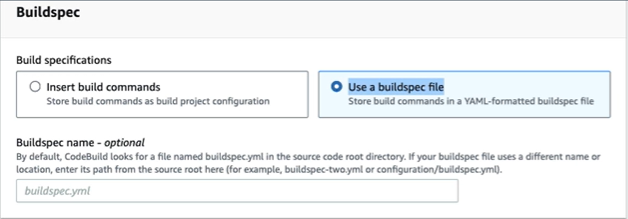 Buildspec
Build specifications
Insert build commands
Store build commands as build project configuration
Use a buildspec file
Store build commands in a YAML-formatted buildspec file
Buildspec name - optional
By default, CodeBuild looks for a file named buildspec.yml in the source code root directory. If your buildspec file uses a different name or
location, enter its path from the source root here (for example, buildspec-two.yml or configuration/buildspec.yml).
buildspec.yml